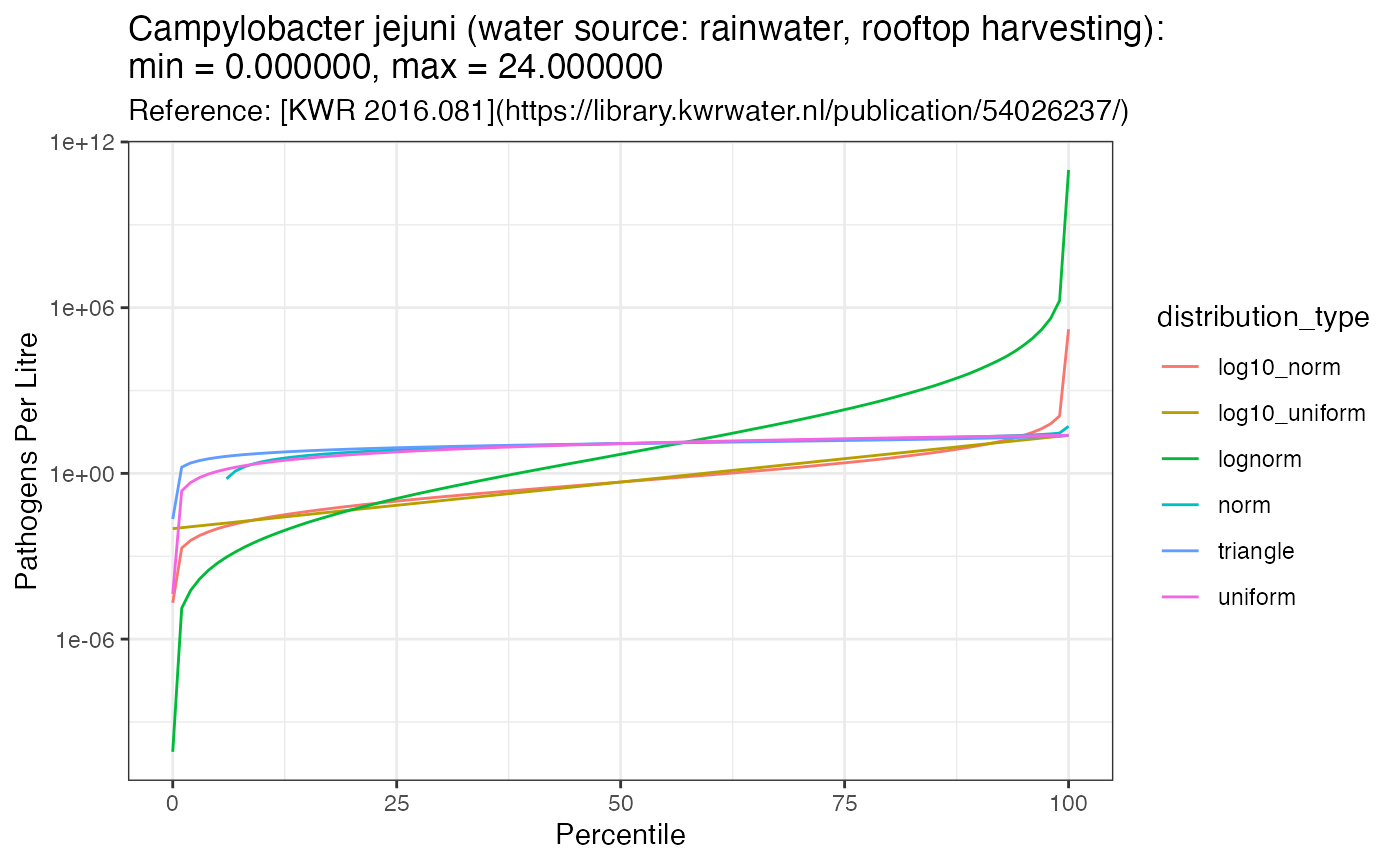 Campylobacter jejuni (water source: rainwater, rooftop harvesting):
min = 0.000000, max = 24.000000
Reference: [KWR 2016.081](https://library.kwrwater.nl/publication/54026237/)
1e+12
1e+06
1e+00
1e-06
Pathogens Per Litre
0
25
50
75
100
Percentile
distribution_type
log10_norm
log10_uniform
lognorm
norm
triangle
uniform